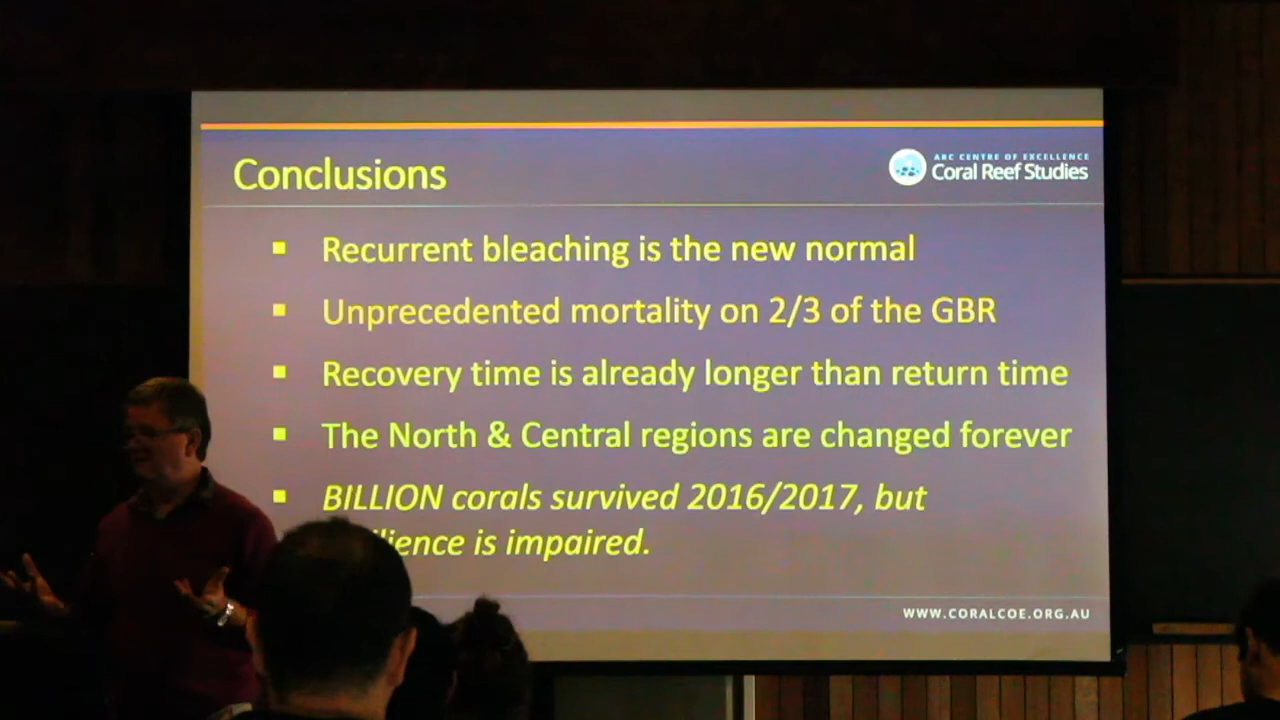 Conclusions
ARC CENTRE OF EXCELLENCE
Coral Reef Studies
▪ Recurrent bleaching is the new normal
▪ Unprecedented mortality on 2/3 of the GBR
▪ Recovery time is already longer than return time
▪ The North & Central regions are changed forever
▪ BILLION corals survived 2016/2017, but
is impaired.
WWW.CORALCOE.ORG.AU